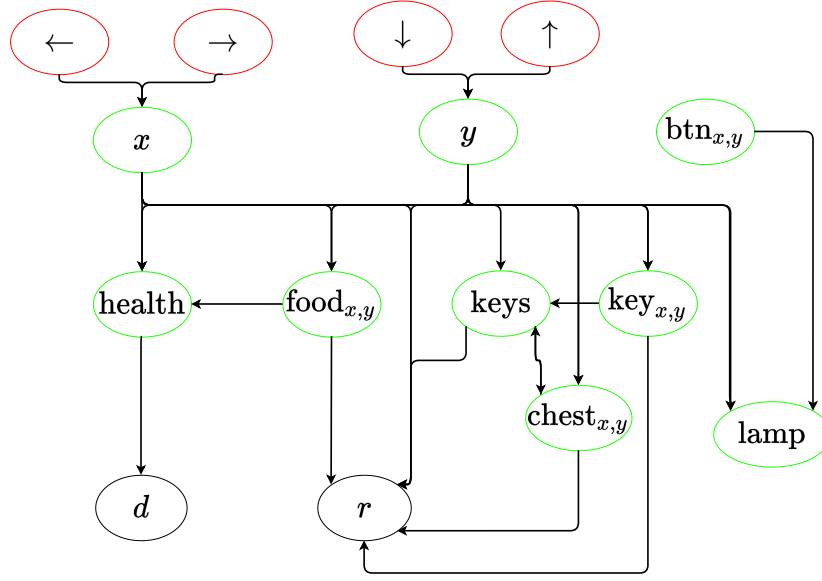 ← → ↓ ↑
x y btn_{x,y}
health food_{x,y} keys key_{x,y}
chest_{x,y} lamp
d r